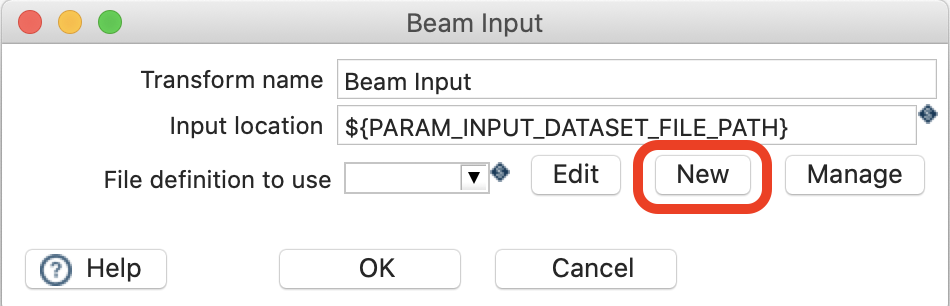 Beam Input
Transform name Beam Input
Input location ${PARAM_INPUT_DATASET_FILE_PATH}
File definition to use Edit New Manage
? Help OK Cancel